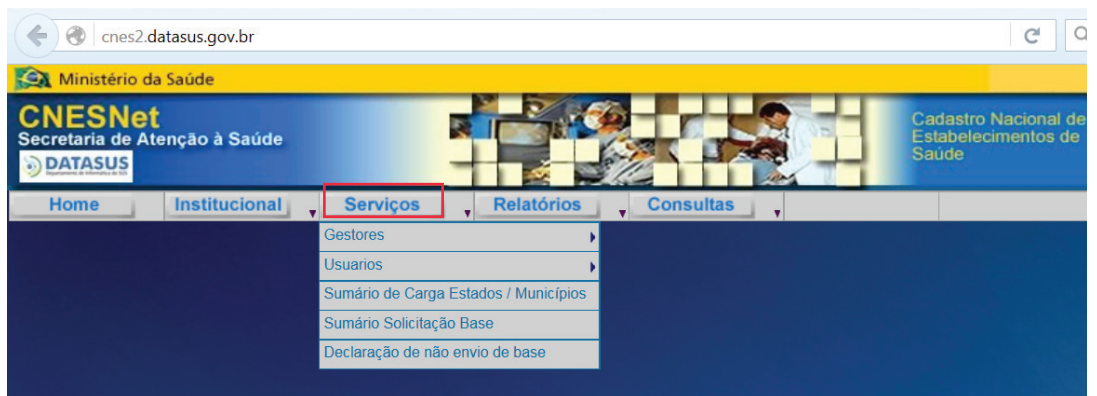 cnes2.datasus.gov.br
Ministério da Saúde
CNESNet
Secretaria de Atenção à Saúde
DATASUS
Cadastro Nacional de
Estabelecimentos de
Saúde
Home Institucional Serviços Relatórios Consultas
Gestores
Usuarios
Sumário de Carga Estados / Municípios
Sumário Solicitação Base
Declaração de não envio de base